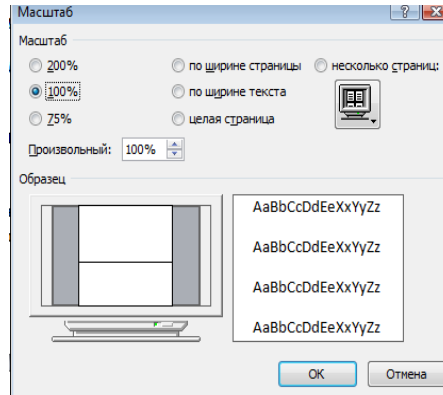 Масштаб
Масштаб
200% по ширине страницы несколько страниц:
100% по ширине текста
75% целая страница
Произвольный: 100%
Образец
AaBbCcDdEeXxYyZz
AaBbCcDdEeXxYyZz
AaBbCcDdEeXxYyZz
AaBbCcDdEeXxYyZz
ОК Отмена